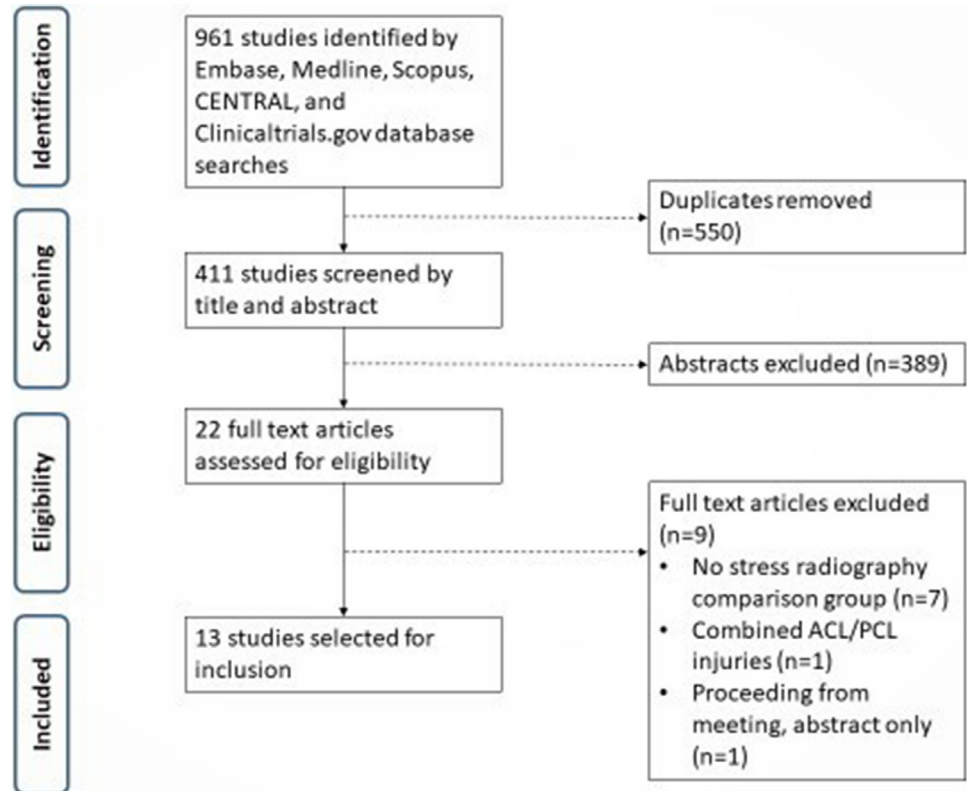 Identification
961 studies identified by
Embase, Medline, Scopus,
CENTRAL, and
Clinicaltrials.gov database
searches
Duplicates removed
(n=550)
Screening
411 studies screened by
title and abstract
Abstracts excluded (n=389)
Eligibility
22 full text articles
assessed for eligibility
Full text articles excluded
(n=9)
• No stress radiography
comparison group (n=7)
• Combined ACL/PCL
injuries (n=1)
• Proceeding from
meeting, abstract only
(n=1)
Included
13 studies selected for
inclusion